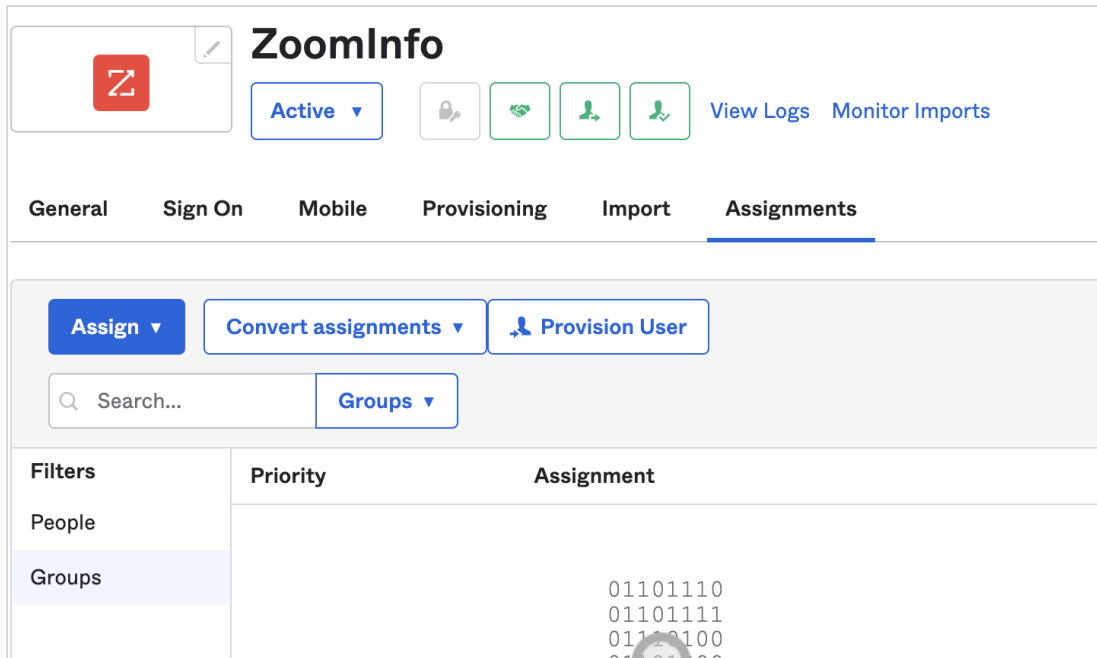 ZoomInfo
Active ▼
View Logs
Monitor Imports
General
Sign On
Mobile
Provisioning
Import
Assignments
Assign ▼
Convert assignments ▼
Provision User
Search...
Groups ▼
Filters
Priority
Assignment
People
Groups
01101110
01101111